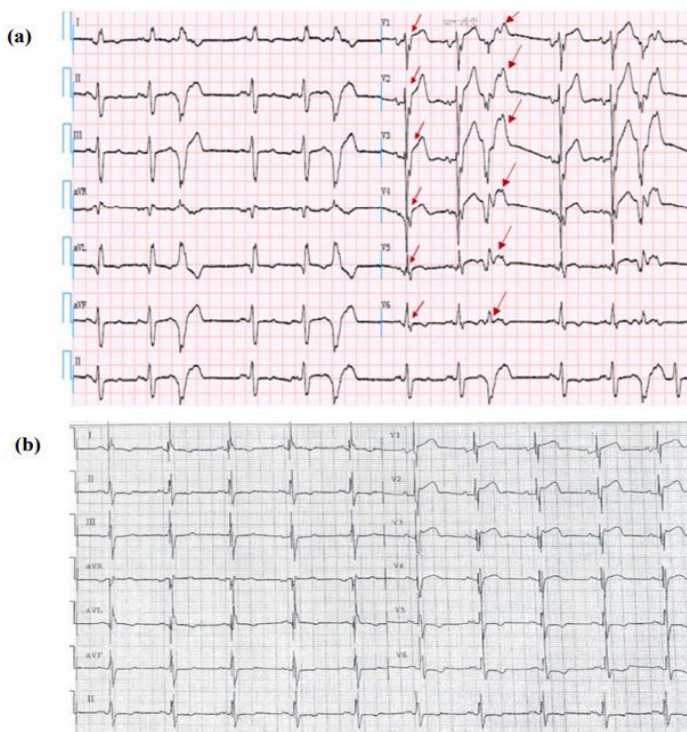 (a)
I V1
II V2
III V3
aVR V4
aVL V5
aVF V6
II
(b)
I V1
II V2
III V3
aVR V4
aVL V5
aVF V6
II